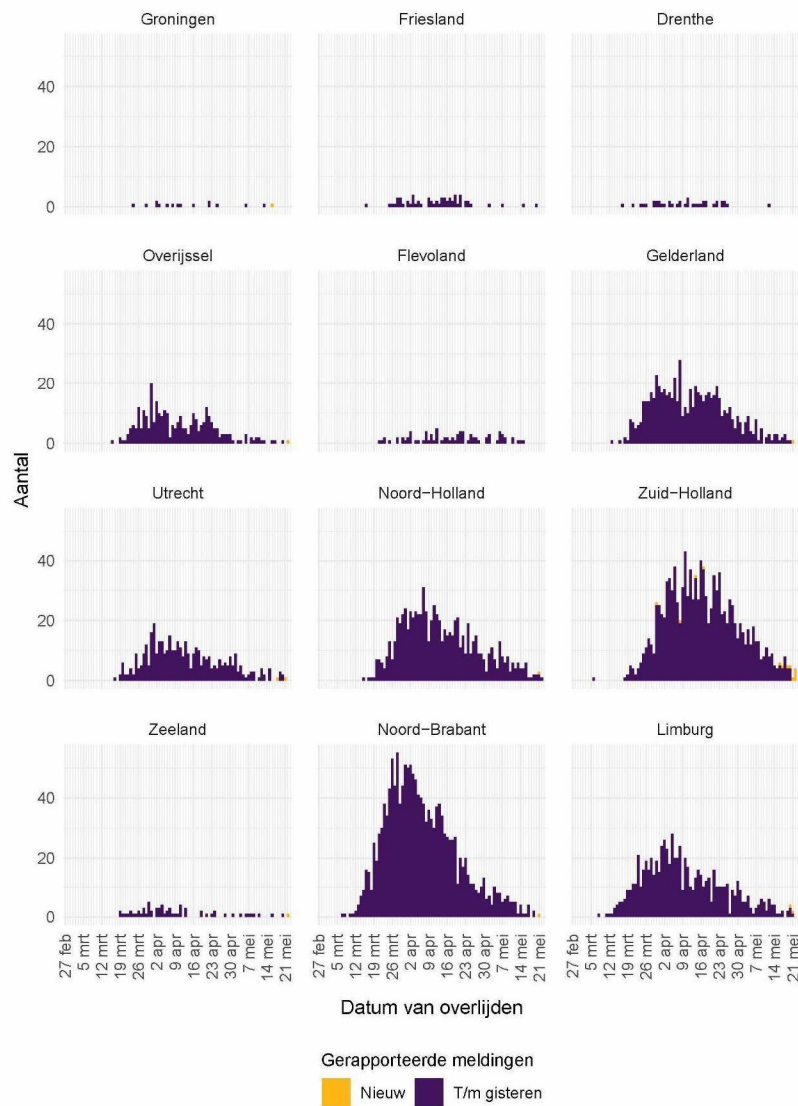 Groningen Friesland Drenthe
40
20
0
Overijssel Flevoland Gelderland
40
20
0
Aantal
Utrecht Noord−Holland Zuid−Holland
40
20
0
Zeeland Noord−Brabant Limburg
40
20
0
27 feb 5 mrt 12 mrt 19 mrt 26 mrt 2 apr 9 apr 16 apr 23 apr 30 apr 7 mei 14 mei 21 mei 27 feb 5 mrt 12 mrt 19 mrt 26 mrt 2 apr 9 apr 16 apr 23 apr 30 apr 7 mei 14 mei 21 mei 27 feb 5 mrt 12 mrt 19 mrt 26 mrt 2 apr 9 apr 16 apr 23 apr 30 apr 7 mei 14 mei 21 mei
Datum van overlijden
Gerapporteerde meldingen
Nieuw T/m gisteren